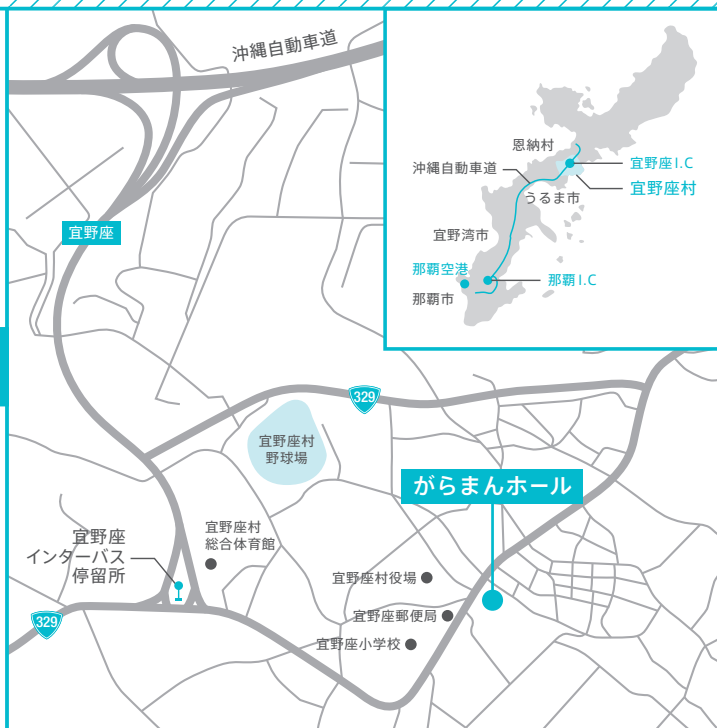 沖縄自動車道
恩納村
沖縄自動車道
宜野座I.C
宜野座村
うるま市
宜野湾市
那覇空港
那覇I.C
那覇市
宜野座
329
宜野座村
野球場
がらまんホール
宜野座村
総合体育館
宜野座
インターバス
停留所
宜野座村役場
宜野座郵便局
宜野座小学校
329